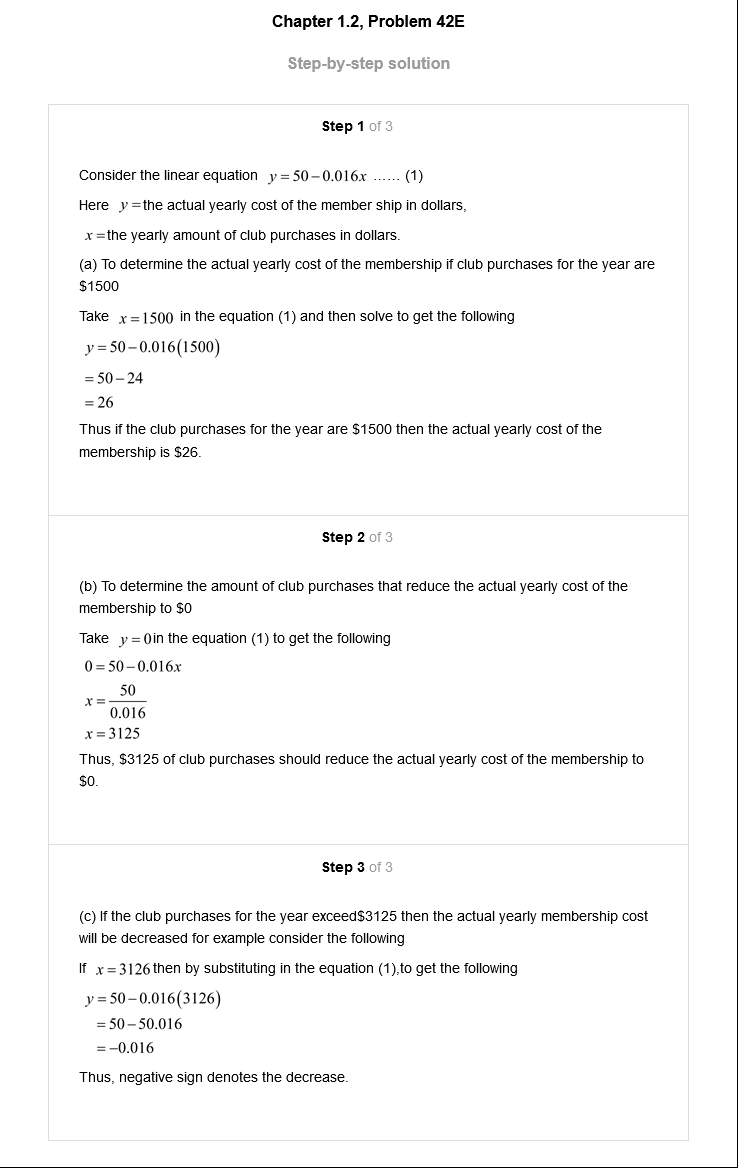 Chapter 1.2, Problem 42E
Step-by-step solution
Step 1 of 3
Consider the linear equation y = 50 – 0.016x ...... (1)
Here y = the actual yearly cost of the member ship in dollars,
x = the yearly amount of club purchases in dollars.
(a) To determine the actual yearly cost of the membership if club purchases for the year are
$1500
Take x = 1500 in the equation (1) and then solve to get the following
y = 50 – 0.016(1500)
= 50 – 24
= 26
Thus if the club purchases for the year are $1500 then the actual yearly cost of the
membership is $26.
Step 2 of 3
(b) To determine the amount of club purchases that reduce the actual yearly cost of the
membership to $0
Take y = 0in the equation (1) to get the following
0 = 50 – 0.016x
x = 50/0.016
x = 3125
Thus, $3125 of club purchases should reduce the actual yearly cost of the membership to
$0.
Step 3 of 3
(c) If the club purchases for the year exceed$3125 then the actual yearly membership cost
will be decreased for example consider the following
If x = 3126 then by substituting in the equation (1),to get the following
y = 50 – 0.016(3126)
= 50 – 50.016
= –0.016
Thus, negative sign denotes the decrease.